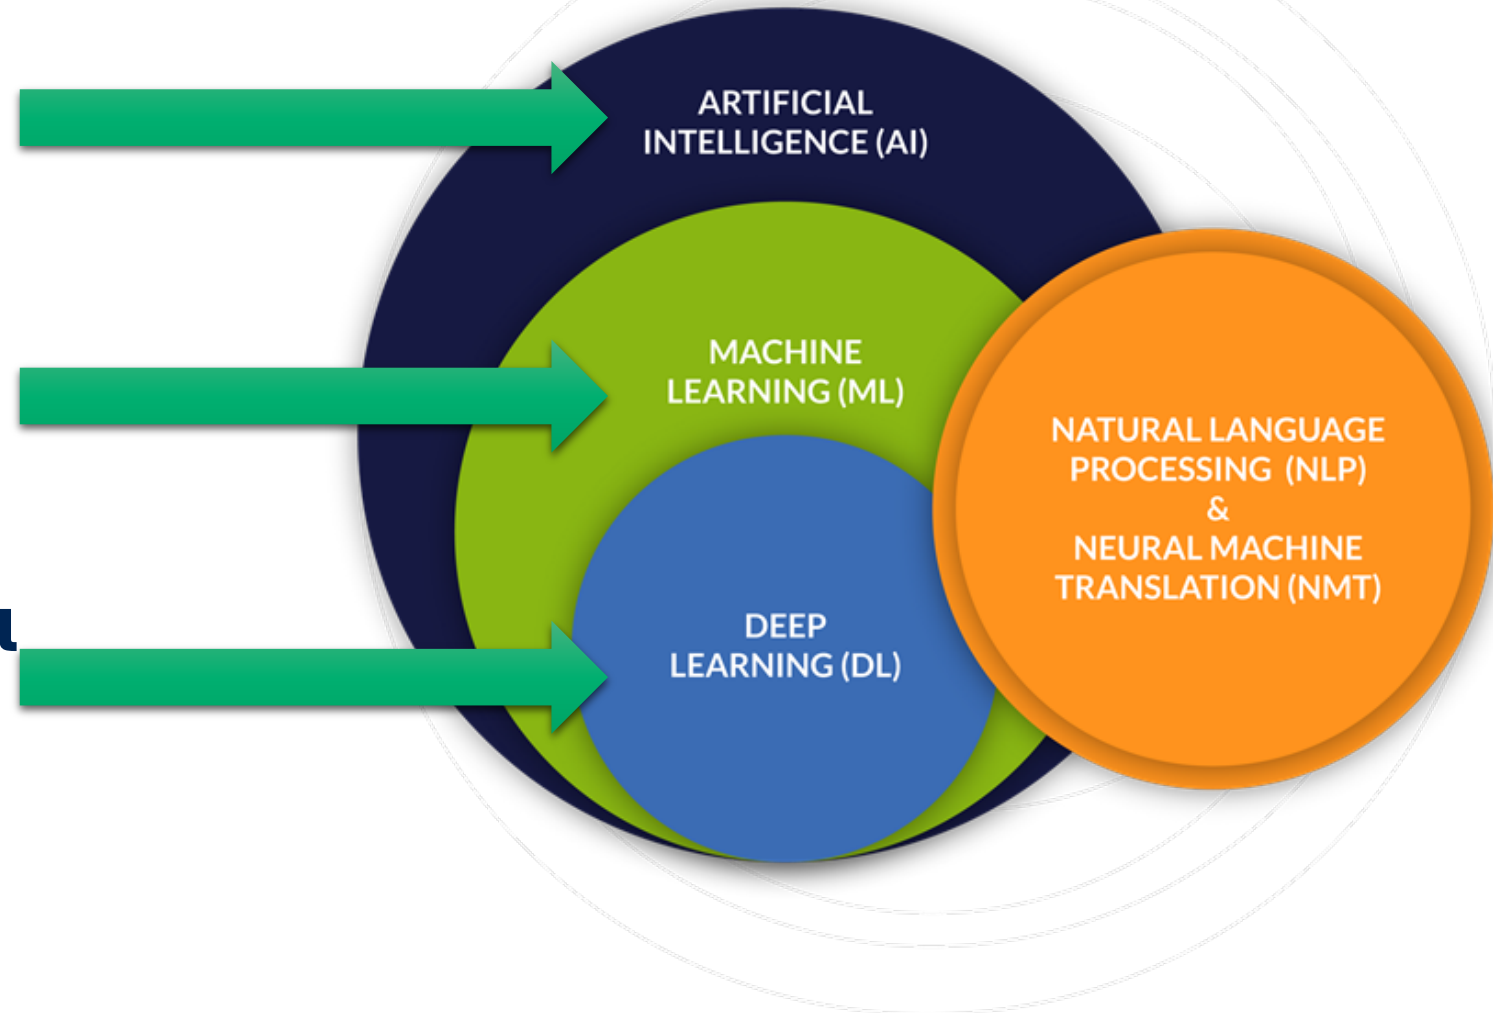 ARTIFICIAL
INTELLIGENCE (AI)
MACHINE
LEARNING (ML)
NATURAL LANGUAGE
PROCESSING (NLP)
&
NEURAL MACHINE
TRANSLATION (NMT)
DEEP
LEARNING (DL)